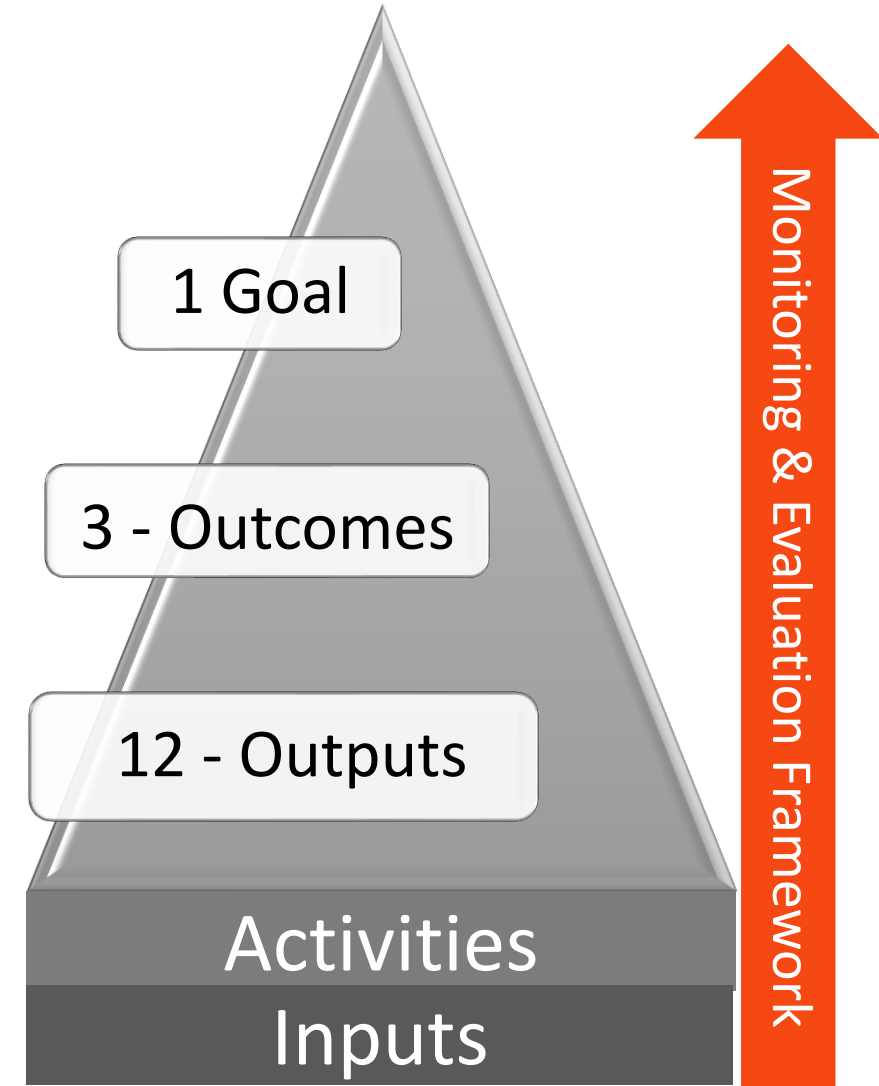 1 Goal
3 - Outcomes
12 - Outputs
Activities
Inputs
Monitoring & Evaluation Framework